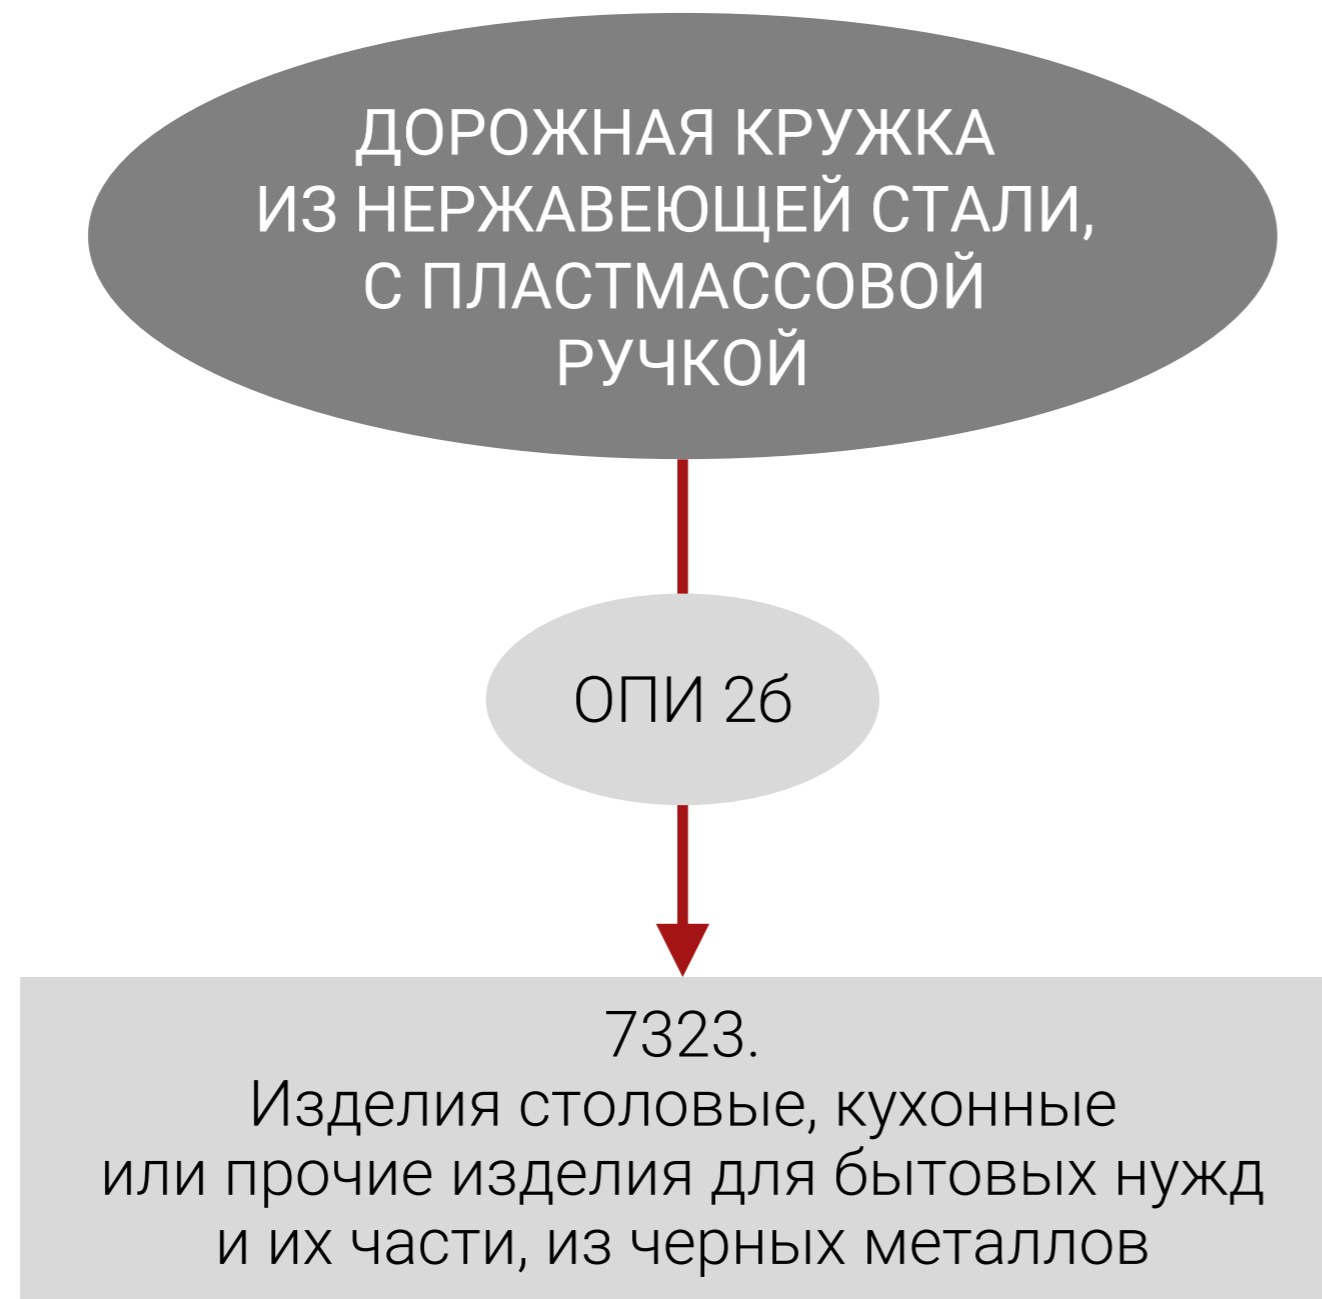 ДОРОЖНАЯ КРУЖКА
ИЗ НЕРЖАВЕЮЩЕЙ СТАЛИ,
С ПЛАСТМАССОВОЙ
РУЧКОЙ
ОПИ 2б
7323.
Изделия столовые, кухонные
или прочие изделия для бытовых нужд
и их части, из черных металлов